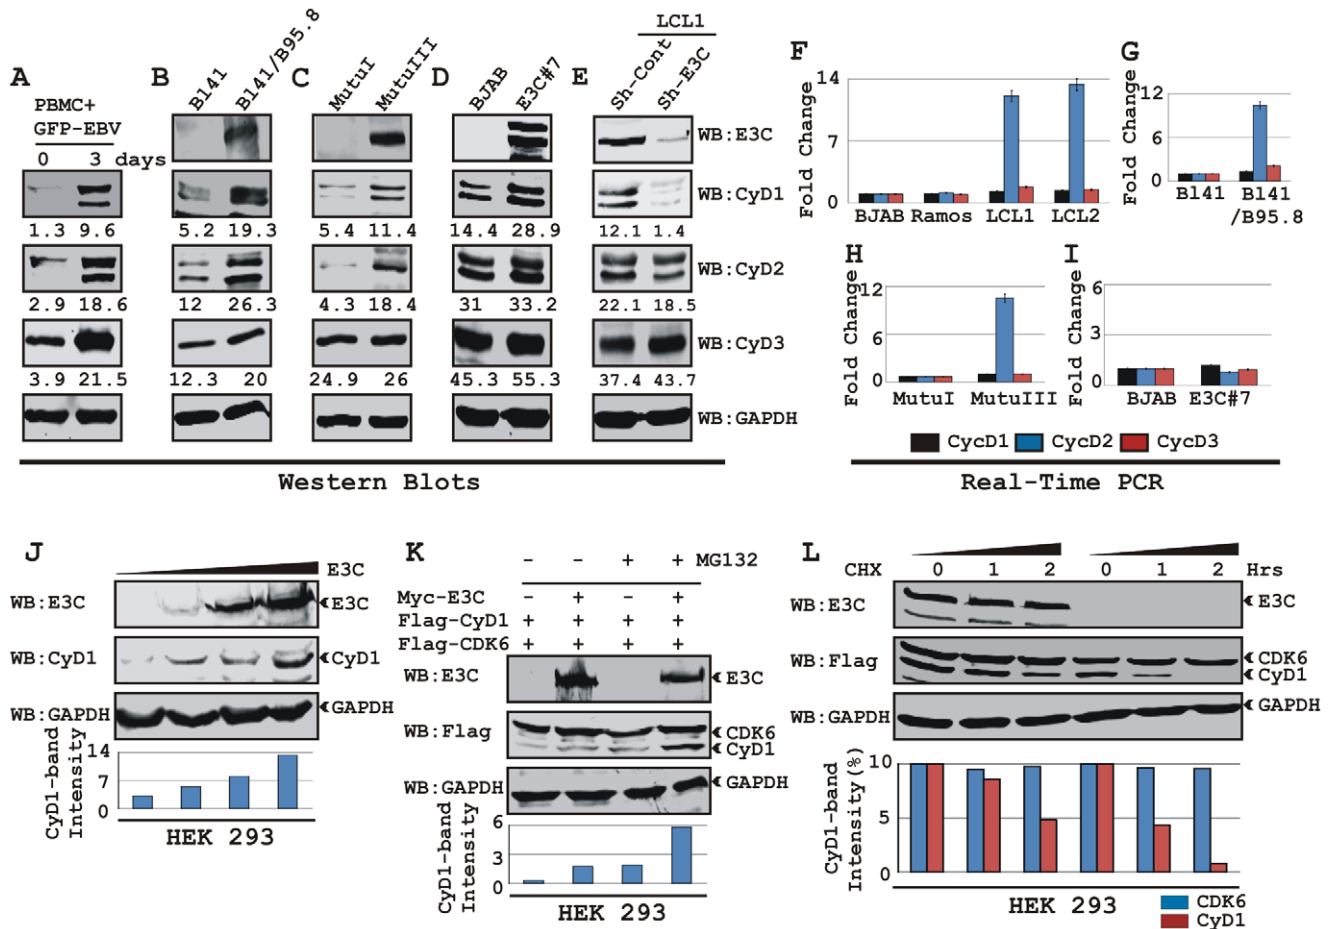 A
PBMC+
GFP-EBV
0 3 days
1.3 9.6
2.9 18.6
3.9 21.5
B
B141 B141/B95.8
5.2 19.3
12 26.3
12.3 20
C
MutuI MutuIII
5.4 11.4
4.3 18.4
24.9 26
D
BJAB E3C#7
14.4 28.9
31 33.2
45.3 55.3
E
LCL1
Sh-Cont Sh-E3C
12.1 1.4
22.1 18.5
37.4 43.7
WB:E3C
WB:CyD1
WB:CyD2
WB:CyD3
WB:GAPDH
Western Blots
F
Fold Change
14
7
0
BJAB Ramos LCL1 LCL2
G
Fold Change
12
6
0
B141 B141
/B95.8
H
Fold Change
12
6
0
MutuI MutuIII
I
Fold Change
6
3
0
BJAB E3C#7
CycD1 CycD2 CycD3
Real-Time PCR
J
E3C
WB:E3C E3C
WB:CyD1 CyD1
WB:GAPDH GAPDH
CyD1-band
Intensity
14
7
0
HEK 293
K
- - + + MG132
Myc-E3C + +
Flag-CyD1 + + + +
Flag-CDK6 + + + +
WB:E3C E3C
WB:Flag CDK6
CyD1
WB:GAPDH GAPDH
CyD1-band
Intensity
6
3
0
HEK 293
L
CHX 0 1 2 0 1 2 Hrs
WB:E3C E3C
WB:Flag CDK6
CyD1
WB:GAPDH GAPDH
CyD1-band
Intensity(%)
10
5
0
HEK 293
CDK6
CyD1